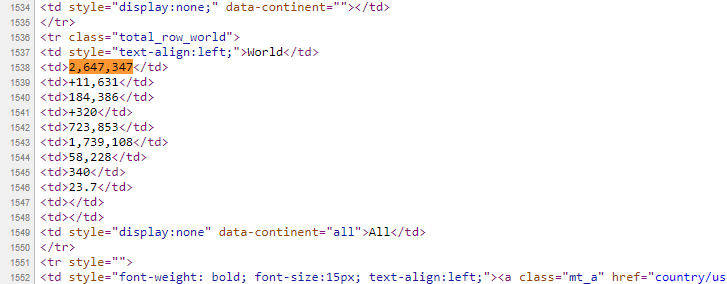 1534 <td style="display:none;" data-continent=""></td>
1535 </tr>
1536 <tr class="total_row_world">
1537 <td style="text-align:left;">World</td>
1538 <td>2,647,347</td>
1539 <td>+11,631</td>
1540 <td>184,386</td>
1541 <td>+320</td>
1542 <td>723,853</td>
1543 <td>1,739,108</td>
1544 <td>58,228</td>
1545 <td>340</td>
1546 <td>23.7</td>
1547 <td></td>
1548 <td></td>
1549 <td style="display:none" data-continent="all">All</td>
1550 </tr>
1551 <tr style="">
1552 <td style="font-weight: bold; font-size:15px; text-align:left;"><a class="mt_a" href="country/us